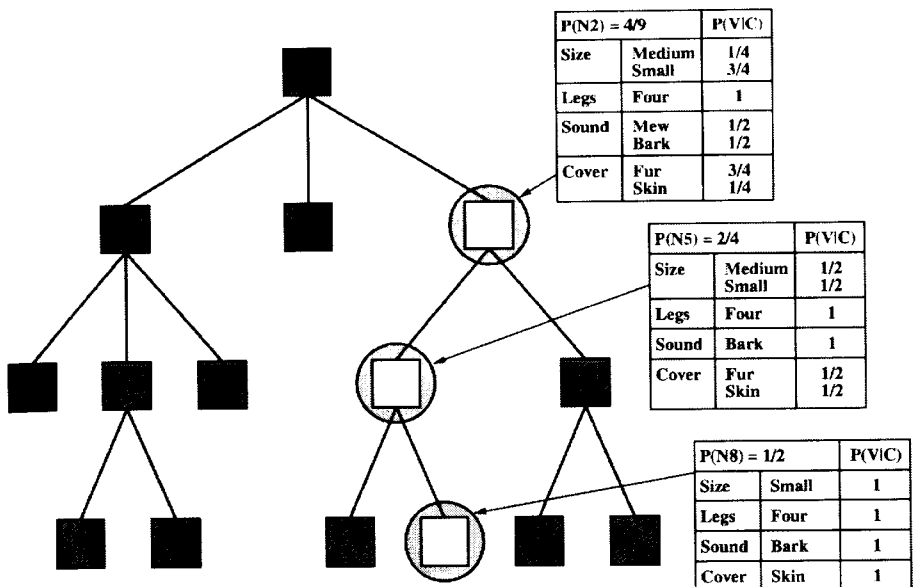 P(N2) = 4/9 P(V|C)
Size Medium 1/4
Small 3/4
Legs Four 1
Sound Mew 1/2
Bark 1/2
Cover Fur 3/4
Skin 1/4
P(N5) = 2/4 P(V|C)
Size Medium 1/2
Small 1/2
Legs Four 1
Sound Bark 1
Cover Fur 1/2
Skin 1/2
P(N8) = 1/2 P(V|C)
Size Small 1
Legs Four 1
Sound Bark 1
Cover Skin 1